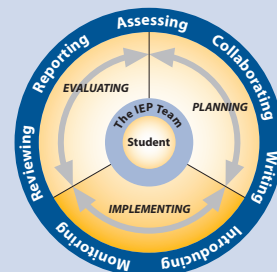 Assessing
Collaborating
Writing
Introducing
Monitoring
Reviewing
Reporting
EVALUATING
PLANNING
IMPLEMENTING
The IEP Team
Student